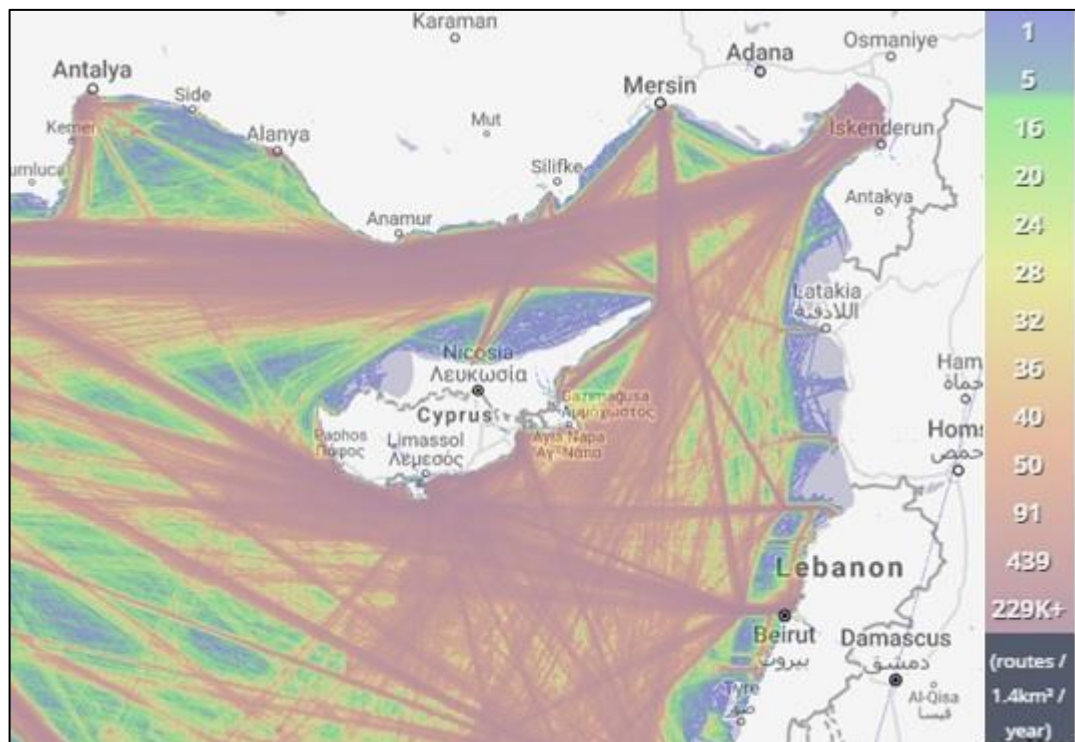 Karaman
Adana
Osmaniye
Antalya
Side
Mersin
Kemer
Mut
Iskenderun
umluca
Alanya
Silifke
Antakya
Anamur
Latakia
اللاذقية
Nicosia
Λευκωσία
Ham
حماة
Gazimağusa
Αμμόχωστος
Cyprus
Paphos
Πάφος
Limassol
Λεμεσός
Ayia Napa
Αγ. Νάπα
Homs
حمص
Lebanon
Beirut
بيروت
Damascus
دمشق
Tyre
صور
Al-Qisa
1
5
16
20
24
28
32
36
40
50
91
439
229K+
(routes /
1.4km² /
year)